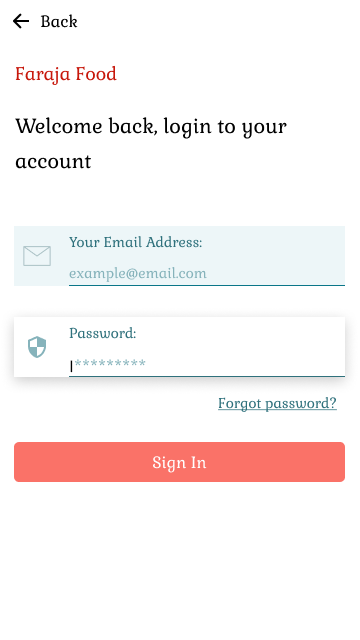 Back
Faraja Food
Welcome back, login to your
account
Your Email Address:
example@email.com
Password:
*********
Forgot password?
Sign In